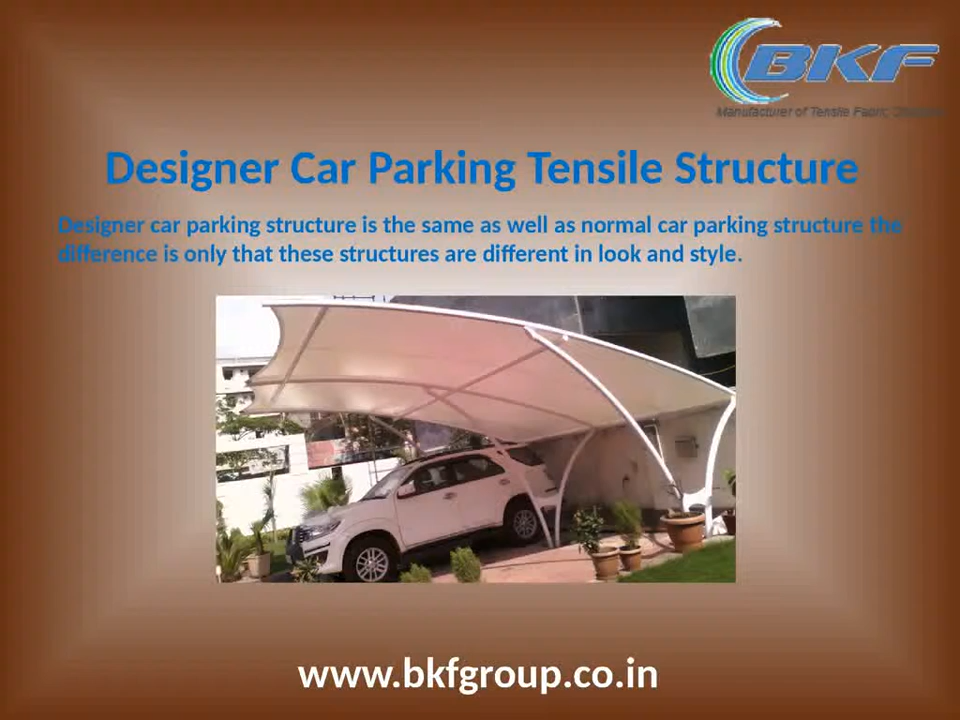 BKF
Manufacturer of Tensile Fabric
Designer Car Parking Tensile Structure
Designer car parking structure is the same as well as normal car parking structure the
difference is only that these structures are different in look and style.
www.bkfgroup.co.in